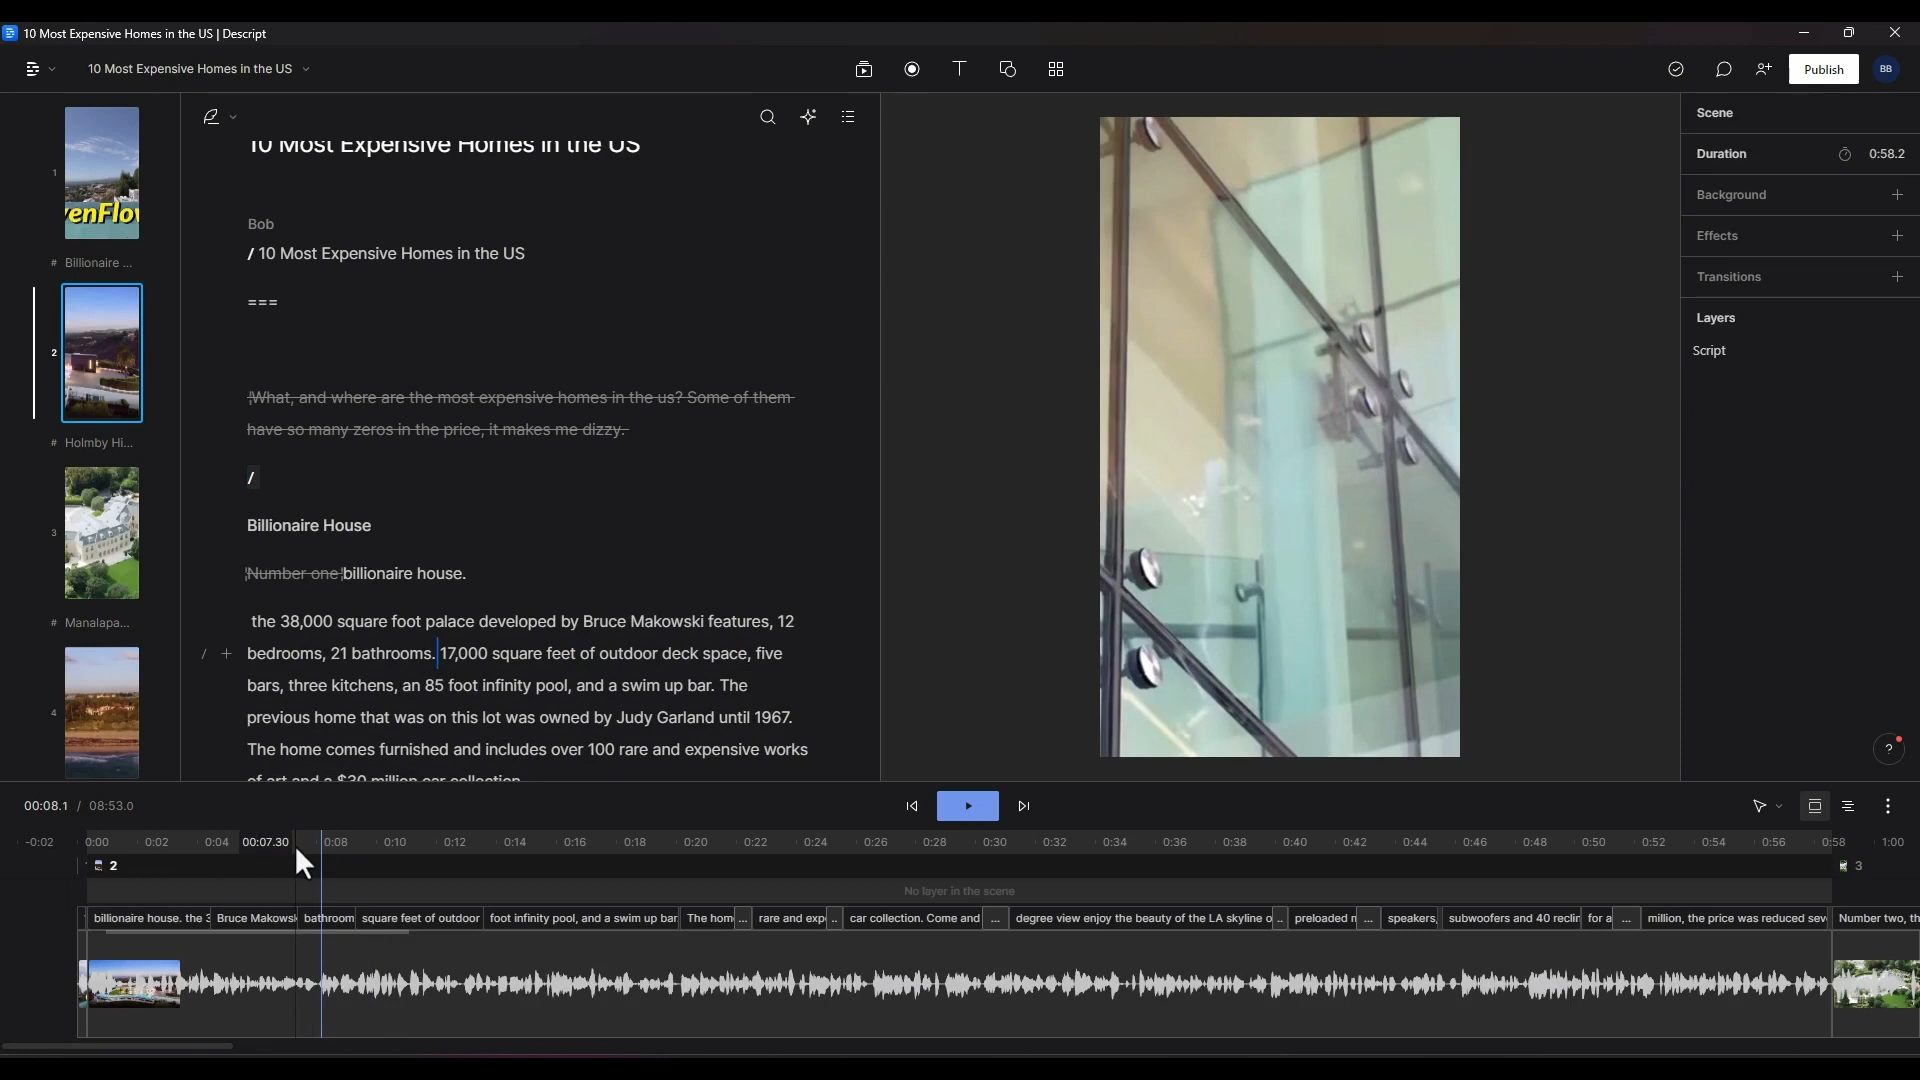 10 Most Expensive Homes in the US | Descript
10 Most Expensive Homes in the US
Publish
BB
1
venFlov
# Billionaire ...
2
# Holmby Hi...
3
# Manalapa...
4
10 Most Expensive Homes in the US
Bob
/ 10 Most Expensive Homes in the US
===
What, and where are the most expensive homes in the us? Some of them
have so many zeros in the price, it makes me dizzy.
/
Billionaire House
Number one billionaire house.
the 38,000 square foot palace developed by Bruce Makowski features, 12
/ + bedrooms, 21 bathrooms. 17,000 square feet of outdoor deck space, five
bars, three kitchens, an 85 foot infinity pool, and a swim up bar. The
previous home that was on this lot was owned by Judy Garland until 1967.
The home comes furnished and includes over 100 rare and expensive works
of art and a $30 million car collection
Scene
Duration 0:58.2
Background +
Effects +
Transitions +
Layers
Script
?
00:08.1 / 08:53.0
-0:02 0:00 0:02 0:04 00:07.30 0:08 0:10 0:12 0:14 0:16 0:18 0:20 0:22 0:24 0:26 0:28 0:30 0:32 0:34 0:36 0:38 0:40 0:42 0:44 0:46 0:48 0:50 0:52 0:54 0:56 0:58 1:00
2 3
No layer in the scene
billionaire house. the 3 Bruce Makows bathroom square feet of outdoor foot infinity pool, and a swim up bar The hom ... rare and exp .. car collection. Come and ... degree view enjoy the beauty of the LA skyline o .. preloaded m ... speakers, subwoofers and 40 reclin for a ... million, the price was reduced sev Number two, th